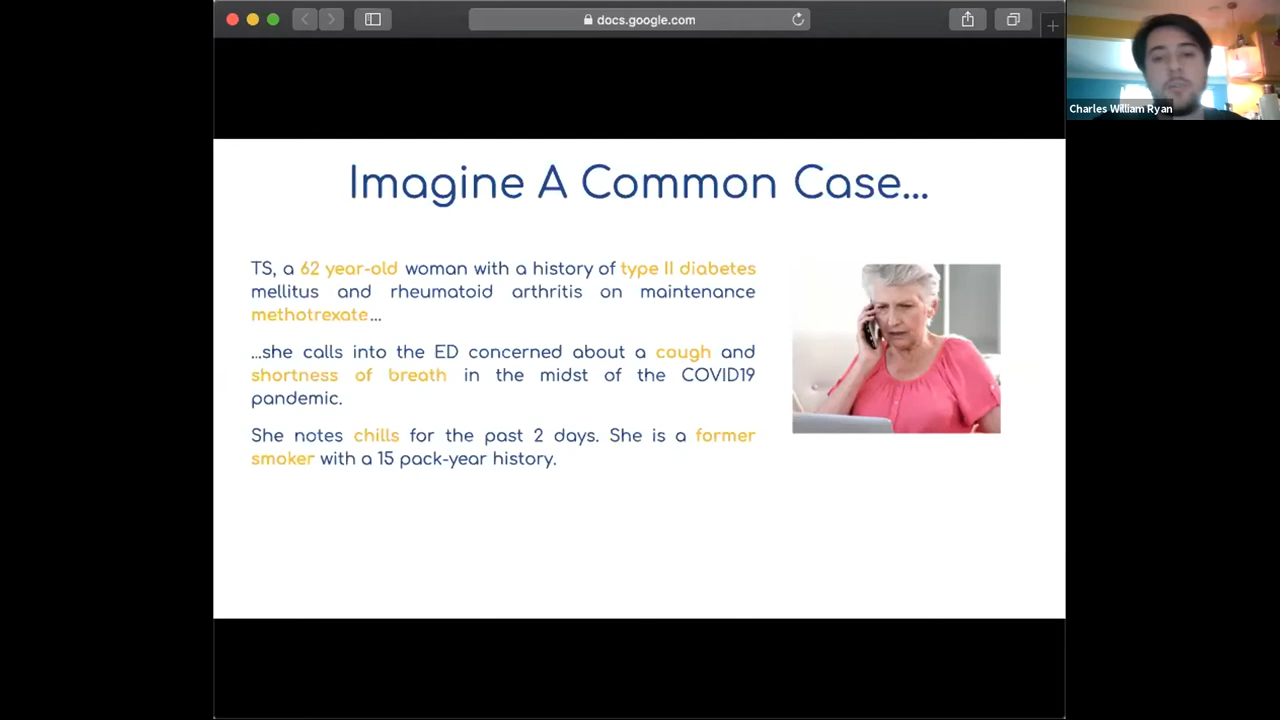 docs.google.com
Charles William Ryan
Imagine A Common Case...
TS, a 62 year-old woman with a history of type II diabetes
mellitus and rheumatoid arthritis on maintenance
methotrexate...
...she calls into the ED concerned about a cough and
shortness of breath in the midst of the COVID19
pandemic.
She notes chills for the past 2 days. She is a former
smoker with a 15 pack-year history.